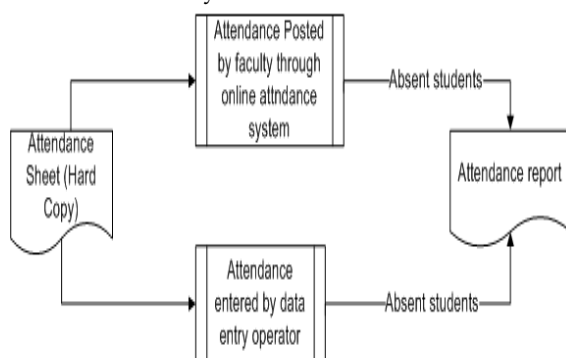 Attendance Posted
by faculty through
online attndance
system
Absent students
Attendance
Sheet (Hard
Copy)
Attendance report
Attendance
entered by data
entry operator
Absent students